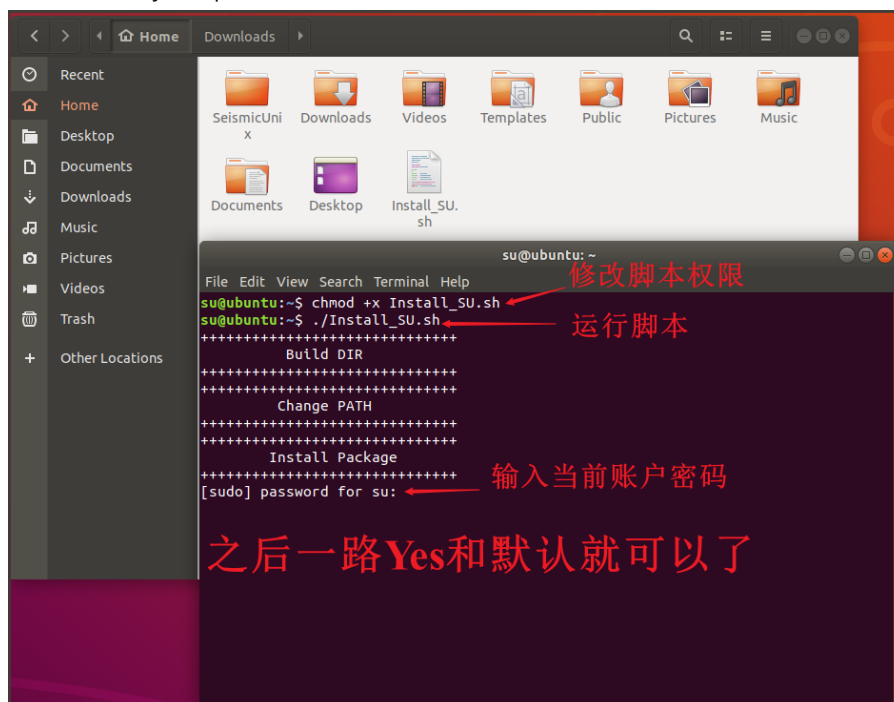 Home Downloads
Recent
Home
Desktop
Documents
Downloads
Music
Pictures
Videos
Trash
+ Other Locations
SeismicUni
x
Downloads
Videos
Templates
Public
Pictures
Music
Documents
Desktop
Install_SU.
sh
su@ubuntu: ~
File Edit View Search Terminal Help
su@ubuntu:~$ chmod +x Install_SU.sh
修改脚本权限
su@ubuntu:~$ ./Install_SU.sh
运行脚本
++++++++++++++++++++++++++++++
Build DIR
++++++++++++++++++++++++++++++
++++++++++++++++++++++++++++++
Change PATH
++++++++++++++++++++++++++++++
++++++++++++++++++++++++++++++
Install Package
++++++++++++++++++++++++++++++
[sudo] password for su:
输入当前账户密码
之后一路Yes和默认就可以了